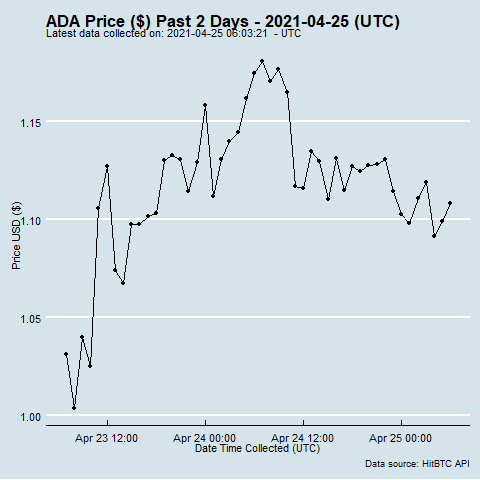 ADA Price ($) Past 2 Days - 2021-04-25 (UTC)
Latest data collected on: 2021-04-25 06:03:21 - UTC
1.15
1.10
1.05
1.00
Price USD ($)
Apr 23 12:00 Apr 24 00:00 Apr 24 12:00 Apr 25 00:00
Date Time Collected (UTC)
Data source: HitBTC API